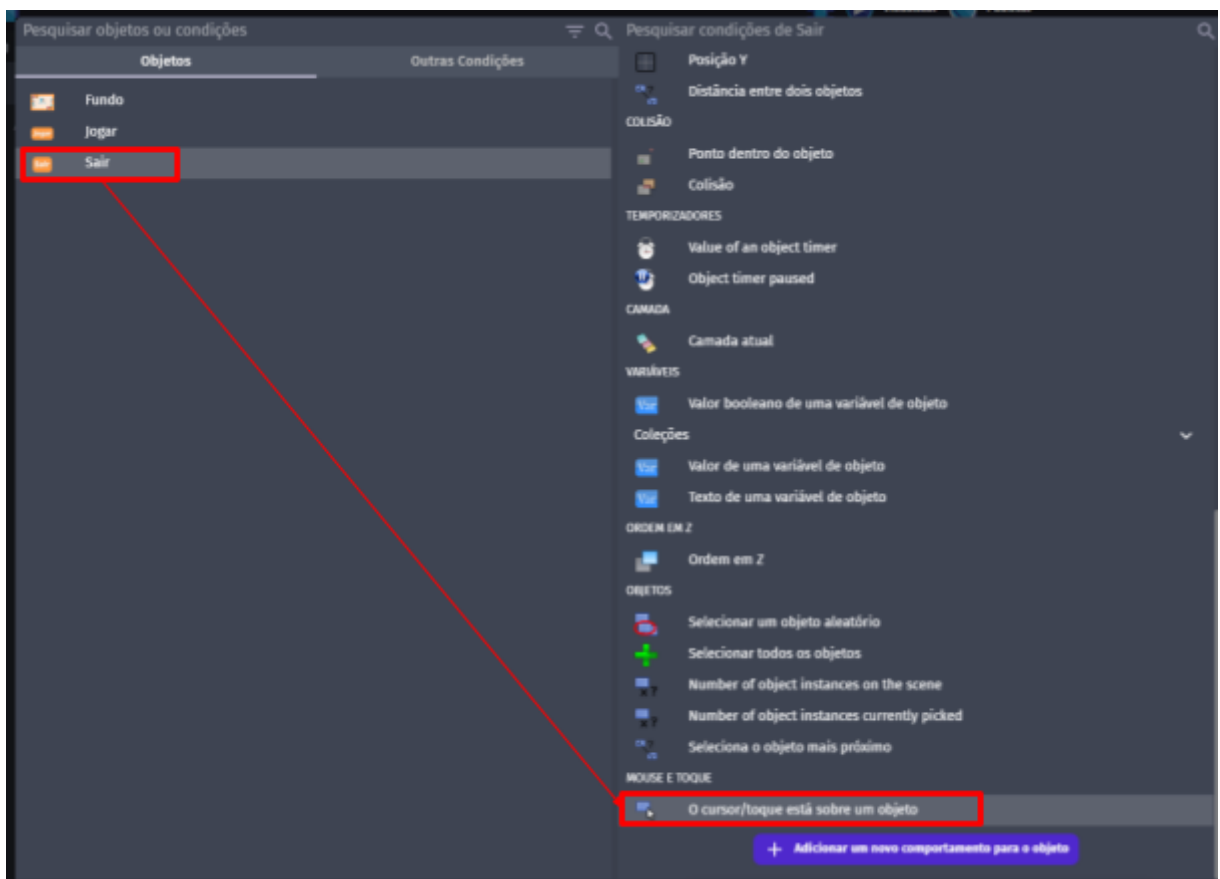 Pesquisar objetos ou condições
Objetos
Outras Condições
Fundo
Jogar
Sair
Pesquisar condições de Sair
Posição Y
Distância entre dois objetos
COLISÃO
Ponto dentro do objeto
Colisão
TEMPORIZADORES
Value of an object timer
Object timer paused
CAMADA
Camada atual
VARIÁVEIS
Valor booleano de uma variável de objeto
Coleções
Valor de uma variável de objeto
Texto de uma variável de objeto
ORDEM EM Z
Ordem em Z
OBJETOS
Selecionar um objeto aleatório
Selecionar todos os objetos
Number of object instances on the scene
Number of object instances currently picked
Seleciona o objeto mais próximo
MOUSE E TOQUE
O cursor/toque está sobre um objeto
+ Adicionar um novo comportamento para o objeto